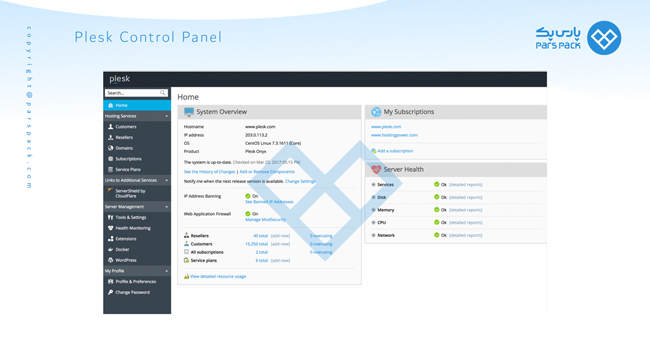 Plesk Control Panel
پارس پک
PARS PACK
copyright@parspack.com
plesk
Search...
Home
Hosting Services
Customers
Resellers
Domains
Subscriptions
Service Plans
Links to Additional Services
ServerShield by
CloudFlare
Server Management
Tools & Settings
Health Monitoring
Extensions
Docker
WordPress
My Profile
Profile & Preferences
Change Password
Home
System Overview
Hostname www.plesk.com
IP address 203.0.113.2
OS CentOS Linux 7.3.1611 (Core)
Product Plesk Onyx
The system is up-to-date. Checked on Mar 23, 2017 05:15 PM
See the History of Changes | Add or Remove Components
Notify me when the next release version is available. Change Settings
IP Address Banning On
See Banned IP Addresses
Web Application Firewall On
Manage ModSecurity
Resellers 40 total (add new) 0 overusing
Customers 19,350 total (add new) 0 overusing
All subscriptions 2 total 0 overusing
Service plans 6 total (add new)
View detailed resource usage
My Subscriptions
www.plesk.com
www.hostingpower.com
Add a subscription
Server Health
Services Ok (detailed reports)
Disk Ok (detailed reports)
Memory Ok (detailed reports)
CPU Ok (detailed reports)
Network Ok (detailed reports)